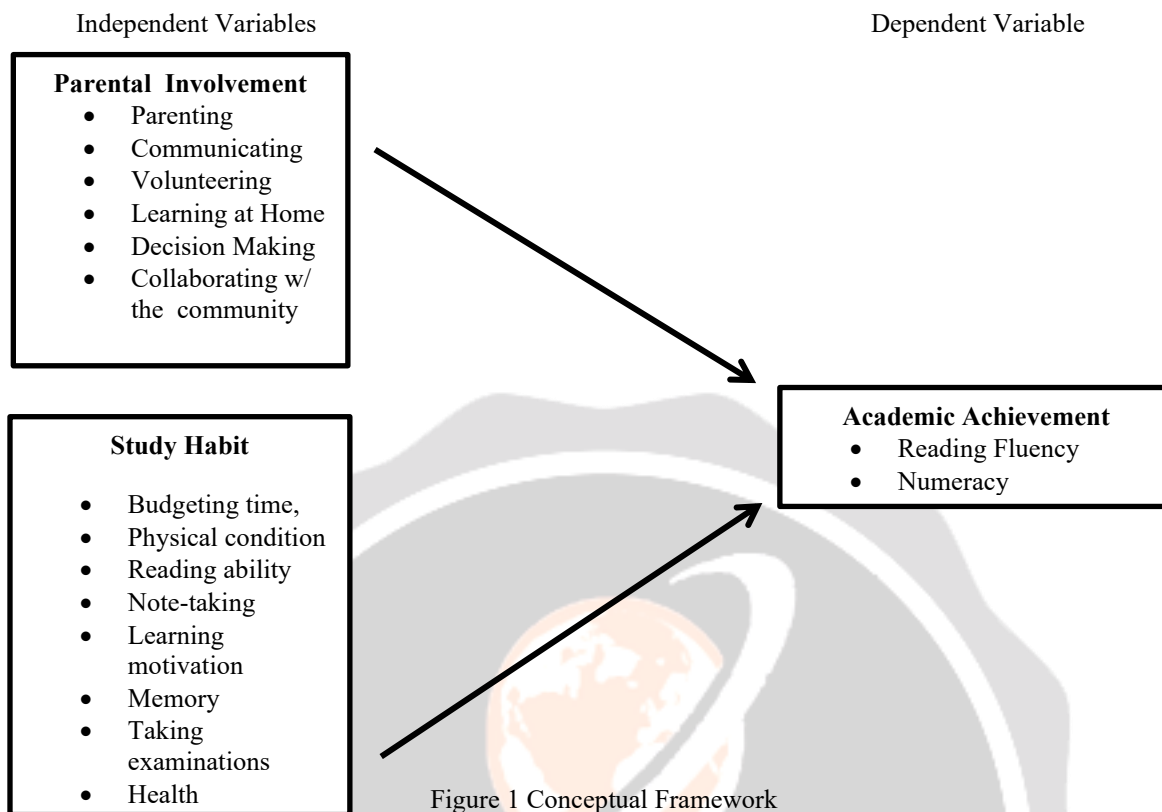 Independent Variables
Dependent Variable
Parental Involvement
• Parenting
• Communicating
• Volunteering
• Learning at Home
• Decision Making
• Collaborating w/
the community
Study Habit
• Budgeting time,
• Physical condition
• Reading ability
• Note-taking
• Learning
motivation
• Memory
• Taking
examinations
• Health
Academic Achievement
• Reading Fluency
• Numeracy
Figure 1 Conceptual Framework